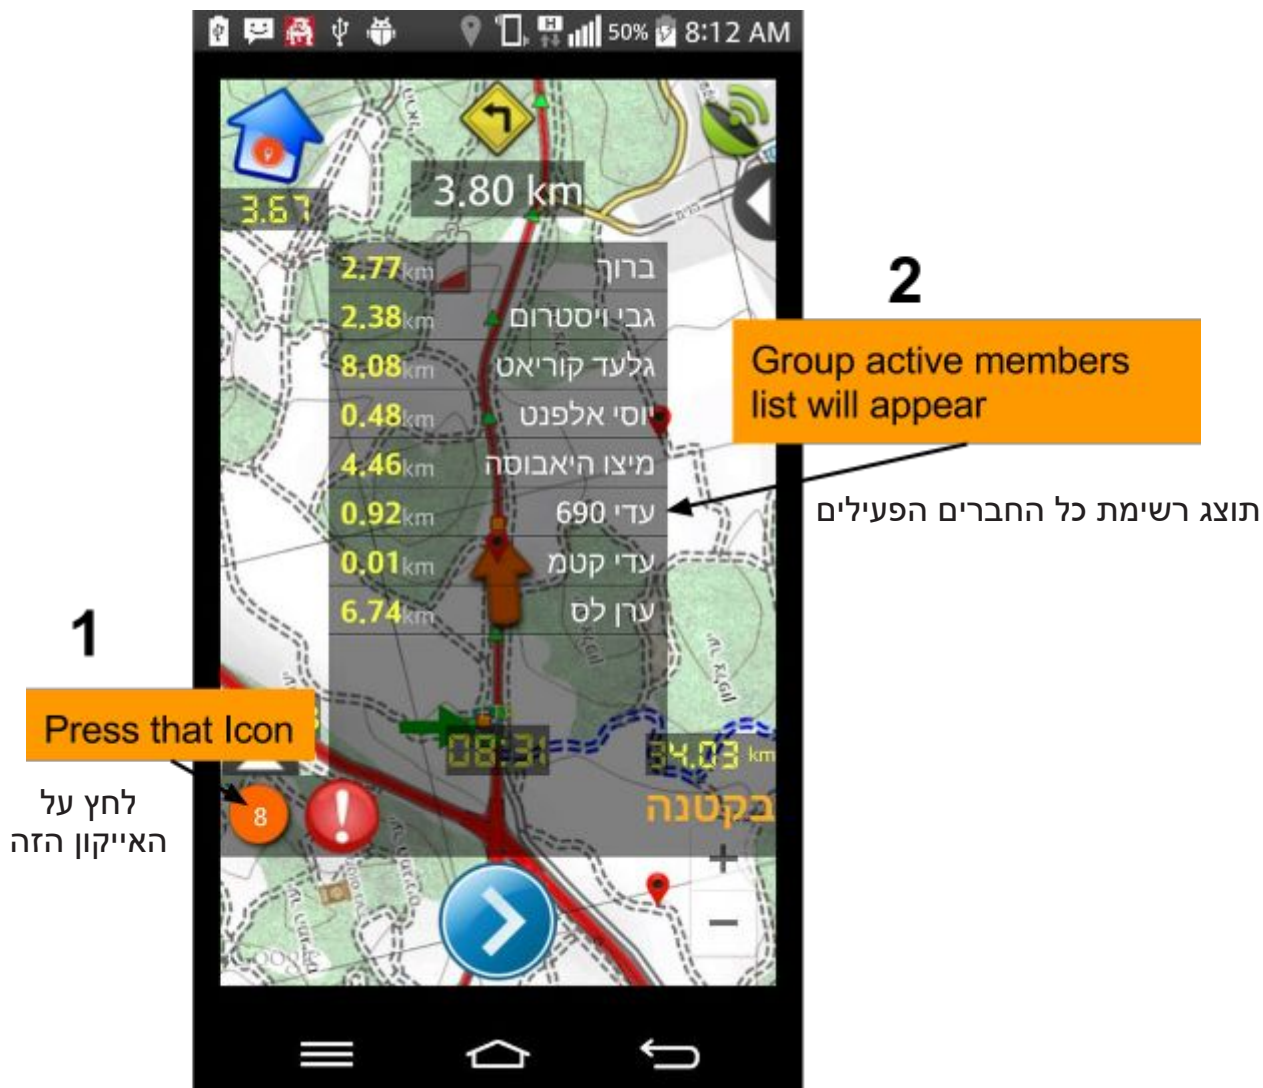 50% 8:12 AM
3.80 km
3.67
ברוך 2.77km
גבי ויסטרום 2.38km
גלעד קוריאט 8.08km
יוסי אלפנט 0.48km
מיצו היאבוסה 4.46km
עדי 690 0.92km
עדי קטמ 0.01km
ערן לס 6.74km
2
Group active members
list will appear
תוצג רשימת כל החברים הפעילים
1
Press that Icon
לחץ על
האייקון הזה
08:31
34.03 km
בקטנה
8
+
−